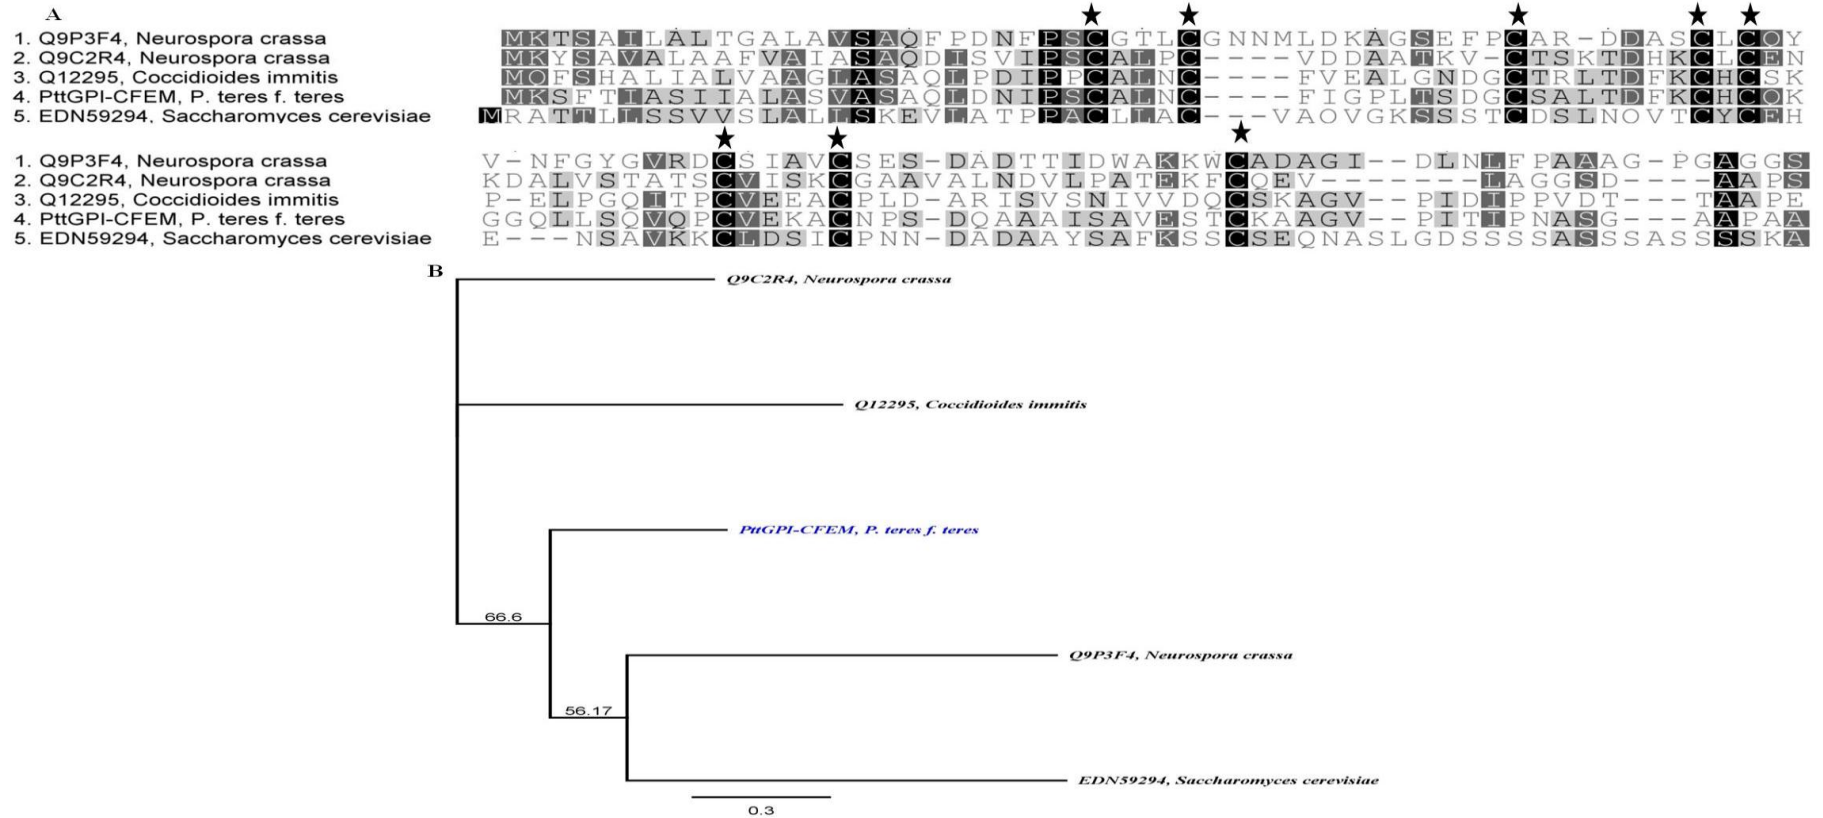 A
1. Q9P3F4, Neurospora crassa MKTSAILALTGALAVSAQFPDNFPSCGTLCGNNMLDKAGSEFPCAR-DDASCLCQY
2. Q9C2R4, Neurospora crassa MKYSAVALAAFVAIASAQDISVIPSCALPC----VDDAATKV-CTSKTDHKCLCEN
3. Q12295, Coccidioides immitis MQFSHALIALVAAGLASAQLPDIPPCALNC----FVEALGNDGCTRLTDFKCHCSK
4. PttGPI-CFEM, P. teres f. teres MKSFTIASIIALASVASAQLDNIPSCALNC----FIGPLTSDGCSALTDFKCHCQK
5. EDN59294, Saccharomyces cerevisiae MRATTLLSSVVSLALLSKEVLATPPACLLAC---VAQVGKSSSTCDSLNQVTCYCEH
1. Q9P3F4, Neurospora crassa V-NFGYGVRDCSIAVCSES-DADTTIDWAKKWCADAGI--DLNLFPAAAG-PGAGGS
2. Q9C2R4, Neurospora crassa KDALVSTATSCVISKCGAAVALNDVLPATEKFCQEV-------LAGGSD----AAPS
3. Q12295, Coccidioides immitis P-ELPGQITPCVEEACPLD-ARISVSNIVVDQCSKAGV--PIDIPPVDT---TAAPE
4. PttGPI-CFEM, P. teres f. teres GGQLLSQVQPCVEKACNPS-DQAAAISAVESTCKAAGV--PITIPNASG---AAPAA
5. EDN59294, Saccharomyces cerevisiae E---NSAVKKCLDSICPNN-DADAAYSAFKSSCSEQNASLGDSSSSASSSASSSSKA
B
Q9C2R4, Neurospora crassa
Q12295, Coccidioides immitis
PttGPI-CFEM, P. teres f. teres
66.6
Q9P3F4, Neurospora crassa
56.17
EDN59294, Saccharomyces cerevisiae
0.3